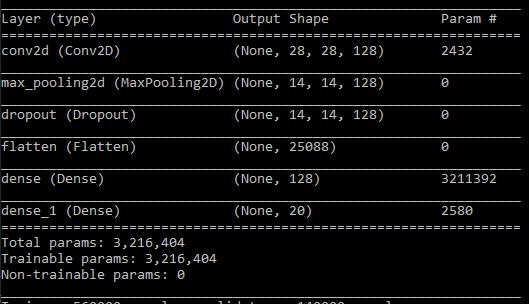 Layer (type) Output Shape Param #
=================================================================
conv2d (Conv2D) (None, 28, 28, 128) 2432
max_pooling2d (MaxPooling2D) (None, 14, 14, 128) 0
dropout (Dropout) (None, 14, 14, 128) 0
flatten (Flatten) (None, 25088) 0
dense (Dense) (None, 128) 3211392
dense_1 (Dense) (None, 20) 2580
=================================================================
Total params: 3,216,404
Trainable params: 3,216,404
Non-trainable params: 0